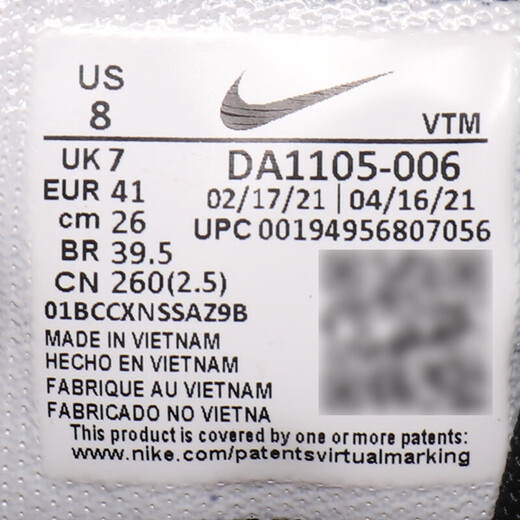 US
8
VTM
UK 7
DA1105-006
EUR 41
02/17/21 | 04/16/21
cm 26
UPC 00194956807056
BR 39.5
CN 260(2.5)
01BCCXNSSAZ9B
MADE IN VIETNAM
HECHO EN VIETNAM
FABRIQUE AU VIETNAM
FABRICADO NO VIETNA
This product is covered by one or more patents:
www.nike.com/patentsvirtualmarking